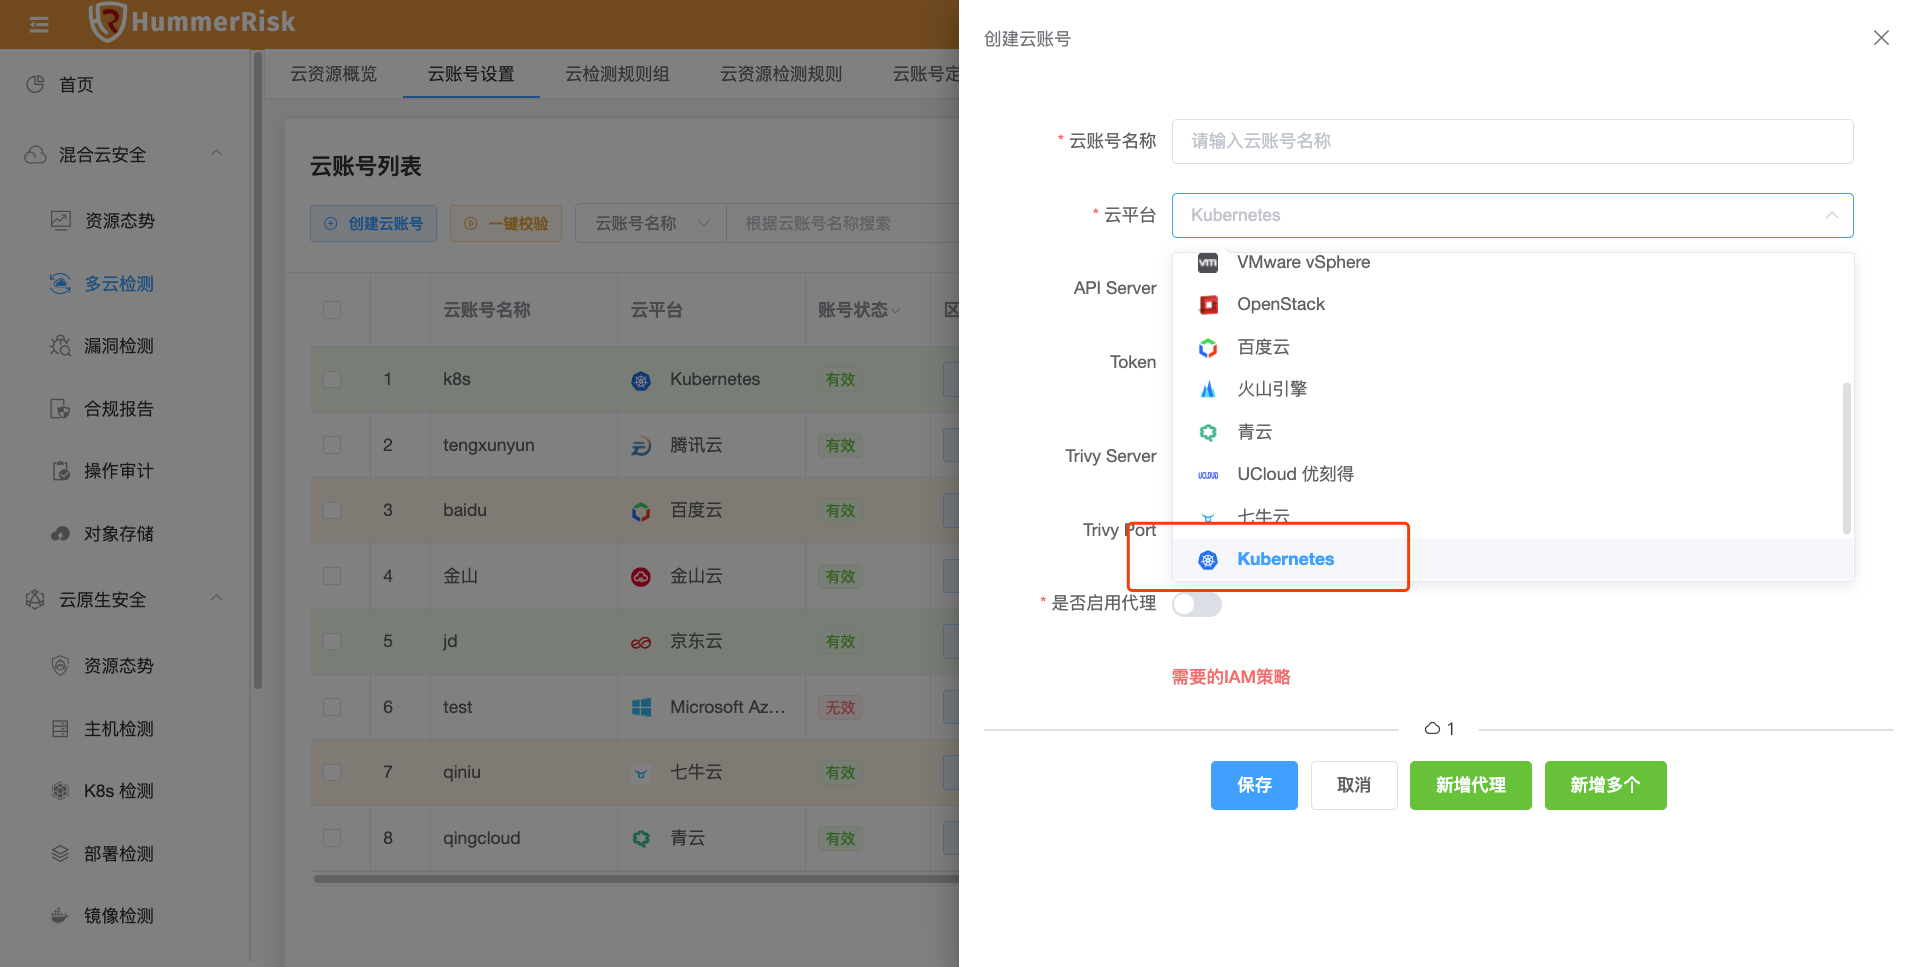 HummerRisk
首页
混合云安全
资源态势
多云检测
漏洞检测
合规报告
操作审计
对象存储
云原生安全
资源态势
主机检测
K8s 检测
部署检测
镜像检测
云资源概览
云账号设置
云检测规则组
云资源检测规则
云账号定
云账号列表
创建云账号
一键校验
云账号名称
根据云账号名称搜索
云账号名称 云平台 账号状态 区
1 k8s Kubernetes 有效
2 tengxunyun 腾讯云 有效
3 baidu 百度云 有效
4 金山 金山云 有效
5 jd 京东云 有效
6 test Microsoft Az... 无效
7 qiniu 七牛云 有效
8 qingcloud 青云 有效
创建云账号
* 云账号名称 请输入云账号名称
* 云平台 Kubernetes
API Server
Token
Trivy Server
Trivy Port
VMware vSphere
OpenStack
百度云
火山引擎
青云
UCloud 优刻得
七牛云
Kubernetes
* 是否启用代理
需要的IAM策略
1
保存
取消
新增代理
新增多个